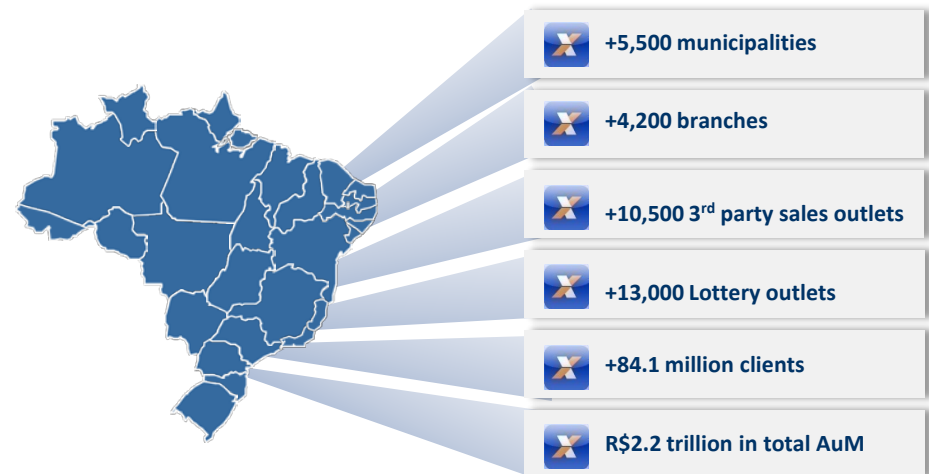 +5,500 municipalities
+4,200 branches
+10,500 3rd party sales outlets
+13,000 Lottery outlets
+84.1 million clients
R$2.2 trillion in total AuM